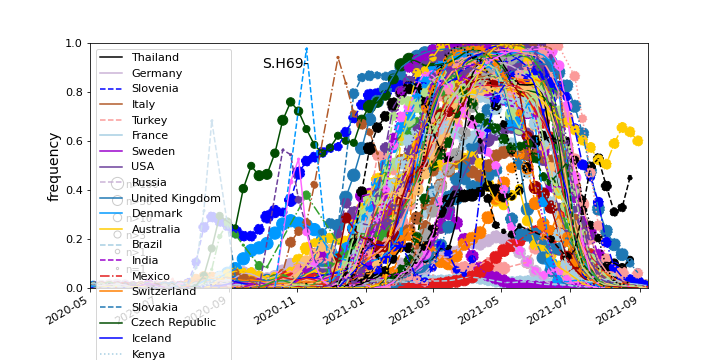 1.0
0.8
0.6
0.4
0.2
0.0
frequency
S.H69-
Thailand
Germany
Slovenia
Italy
Turkey
France
Sweden
USA
Russia
United Kingdom
Denmark
Australia
Brazil
India
Mexico
Switzerland
Slovakia
Czech Republic
Iceland
Kenya
2020-05
2020-07
2020-09
2020-11
2021-01
2021-03
2021-05
2021-07
2021-09